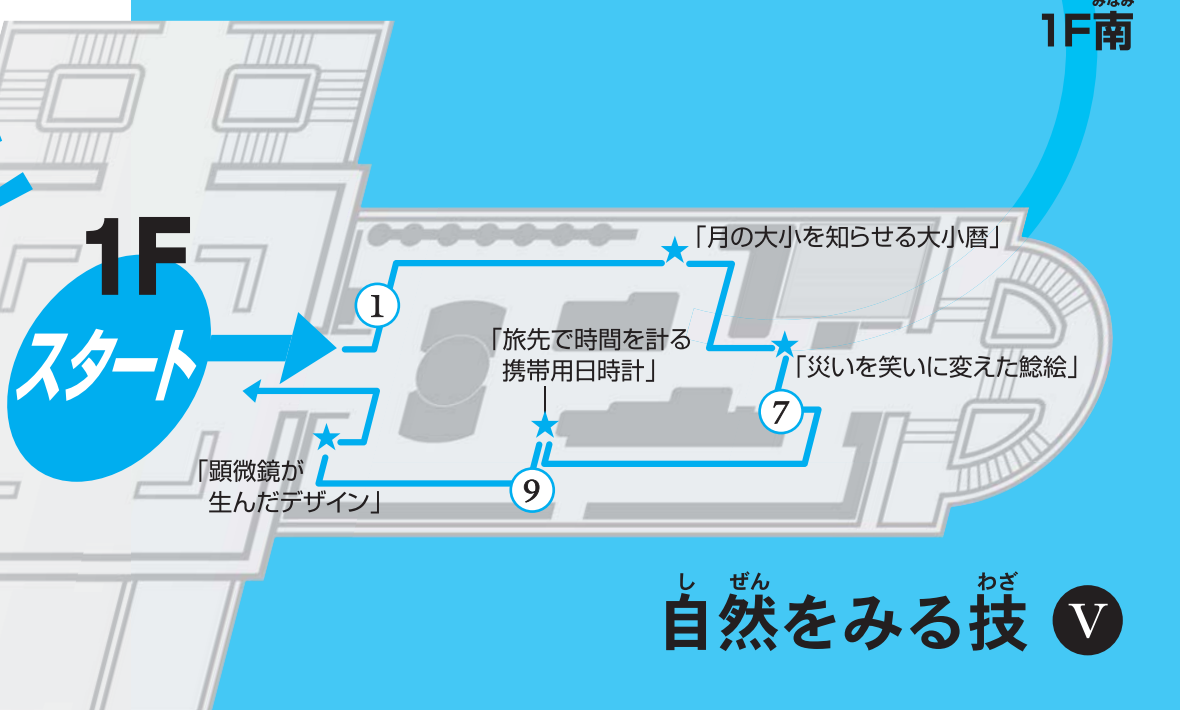 みなみ
1F南
1F
スタート
1
「月の大小を知らせる大小暦」
「旅先で時間を計る
携帯用日時計」
「災いを笑いに変えた鯰絵」
7
「顕微鏡が
生んだデザイン」
9
し ぜん わざ
自然をみる技 V